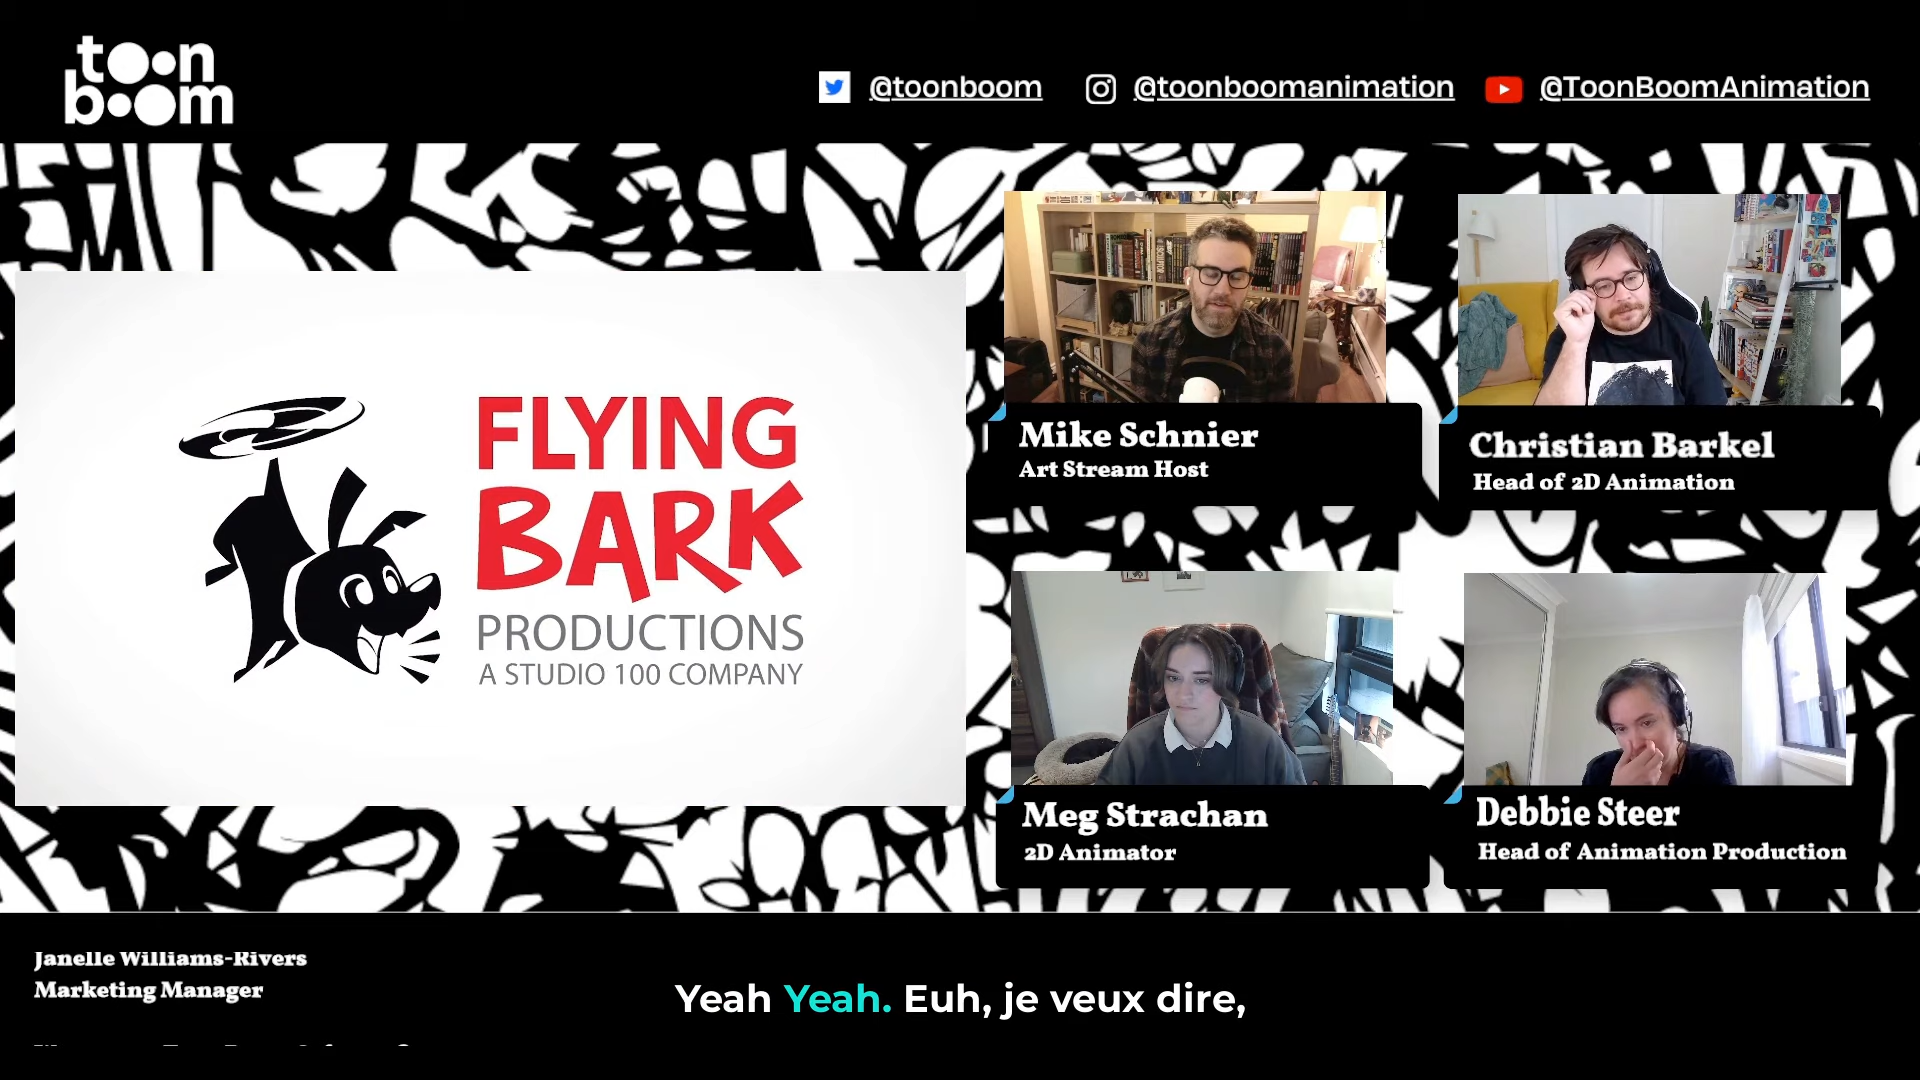 toon
boom
@toonboom
@toonboomanimation
@ToonBoomAnimation
FLYING
BARK
PRODUCTIONS
A STUDIO 100 COMPANY
Mike Schnier
Art Stream Host
Christian Barkel
Head of 2D Animation
Meg Strachan
2D Animator
Debbie Steer
Head of Animation Production
Janelle Williams-Rivers
Marketing Manager
Yeah Yeah. Euh, je veux dire,